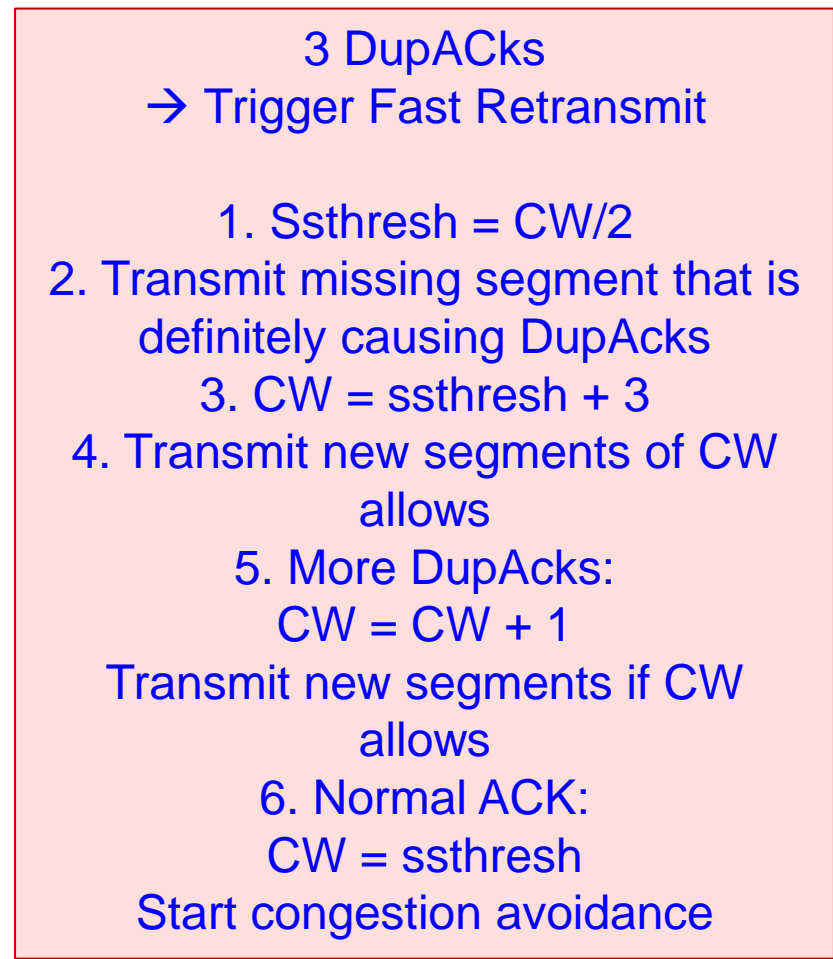 3 DupACks
→ Trigger Fast Retransmit
1. Ssthresh = CW/2
2. Transmit missing segment that is
definitely causing DupAcks
3. CW = ssthresh + 3
4. Transmit new segments of CW
allows
5. More DupAcks:
CW = CW + 1
Transmit new segments if CW
allows
6. Normal ACK:
CW = ssthresh
Start congestion avoidance